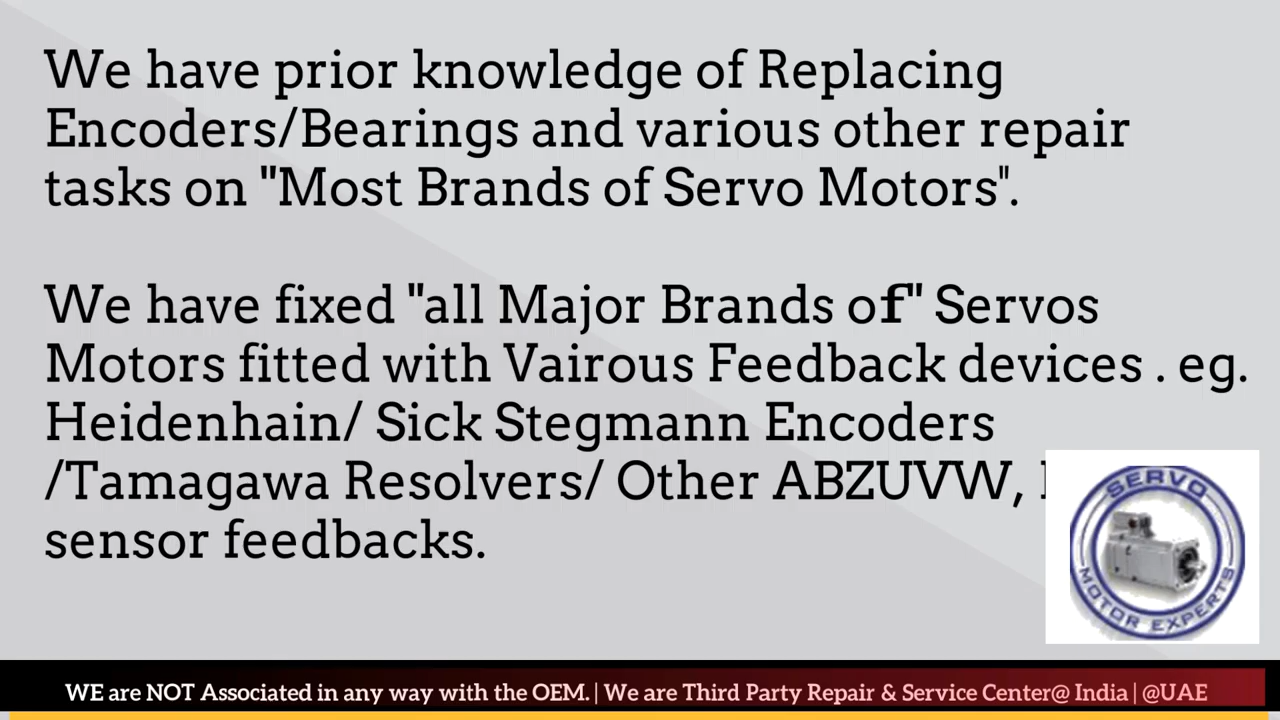 We have prior knowledge of Replacing
Encoders/Bearings and various other repair
tasks on "Most Brands of Servo Motors".
We have fixed "all Major Brands of" Servos
Motors fitted with Vairous Feedback devices . eg.
Heidenhain/ Sick Stegmann Encoders
/Tamagawa Resolvers/ Other ABZUVW,
sensor feedbacks.
SERVO
MOTOR EXPERTS
WE are NOT Associated in any way with the OEM. | We are Third Party Repair & Service Center@ India | @UAE